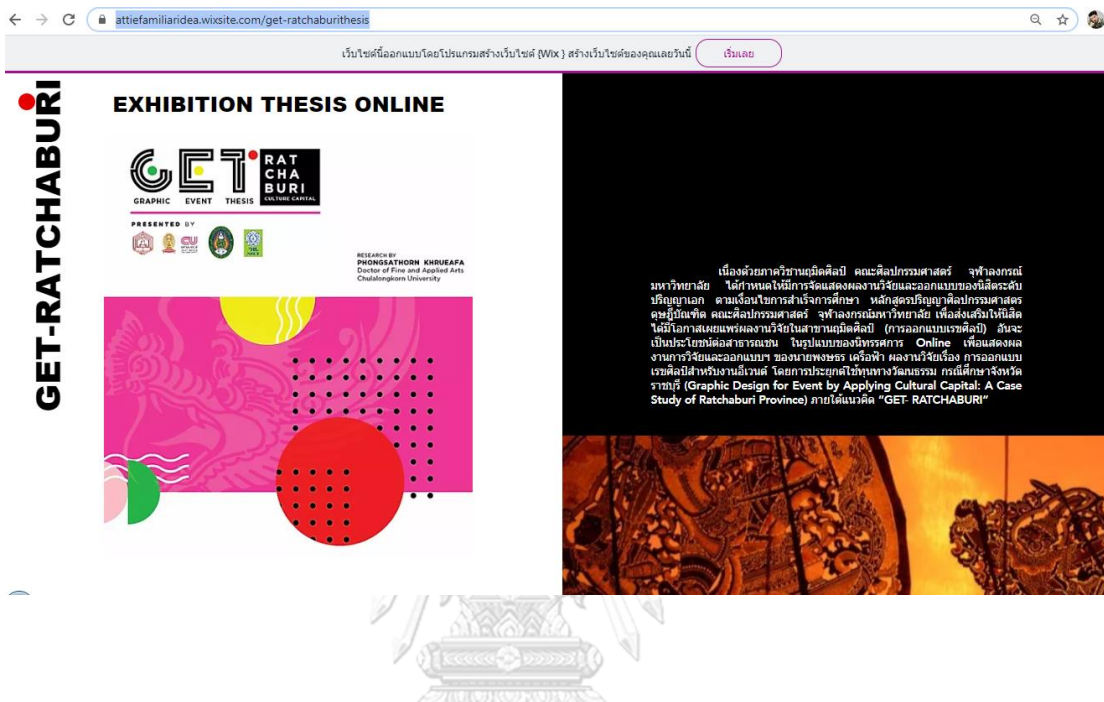 attiefamiliaridea.wixsite.com/get-ratchaburithesis
เว็บไซต์นี้ออกแบบโดยโปรแกรมสร้างเว็บไซต์ {Wix } สร้างเว็บไซต์ของคุณเลยวันนี้
เริ่มเลย
GET-RATCHABURI
EXHIBITION THESIS ONLINE
GET
RAT
CHA
BURI
CULTURE CAPITAL
GRAPHIC EVENT THESIS
PRESENTED BY
RESEARCH BY
PHONGSATHORN KHRUEAFA
Doctor of Fine and Applied Arts
Chulalongkorn University
เนื่องด้วยภาควิชานฤมิตศิลป์ คณะศิลปกรรมศาสตร์ จุฬาลงกรณ์
มหาวิทยาลัย ได้กำหนดให้มีการจัดแสดงผลงานวิจัยและออกแบบของนิสิตระดับ
ปริญญาเอก ตามเงื่อนไขการสำเร็จการศึกษา หลักสูตรปริญญาศิลปกรรมศาสตร
ดุษฎีบัณฑิต คณะศิลปกรรมศาสตร์ จุฬาลงกรณ์มหาวิทยาลัย เพื่อส่งเสริมให้นิสิต
ได้มีโอกาสเผยแพร่ผลงานวิจัยในสาขานฤมิตศิลป์ (การออกแบบเรขศิลป์) อันจะ
เป็นประโยชน์ต่อสาธารณชน ในรูปแบบของนิทรรศการ Online เพื่อแสดงผล
งานการวิจัยและออกแบบฯ ของนายพงษธร เครือฟ้า ผลงานวิจัยเรื่อง การออกแบบ
เรขศิลป์สำหรับงานอีเวนต์ โดยการประยุกต์ใช้ทุนทางวัฒนธรรม กรณีศึกษาจังหวัด
ราชบุรี (Graphic Design for Event by Applying Cultural Capital: A Case
Study of Ratchaburi Province) ภายใต้แนวคิด “GET- RATCHABURI”